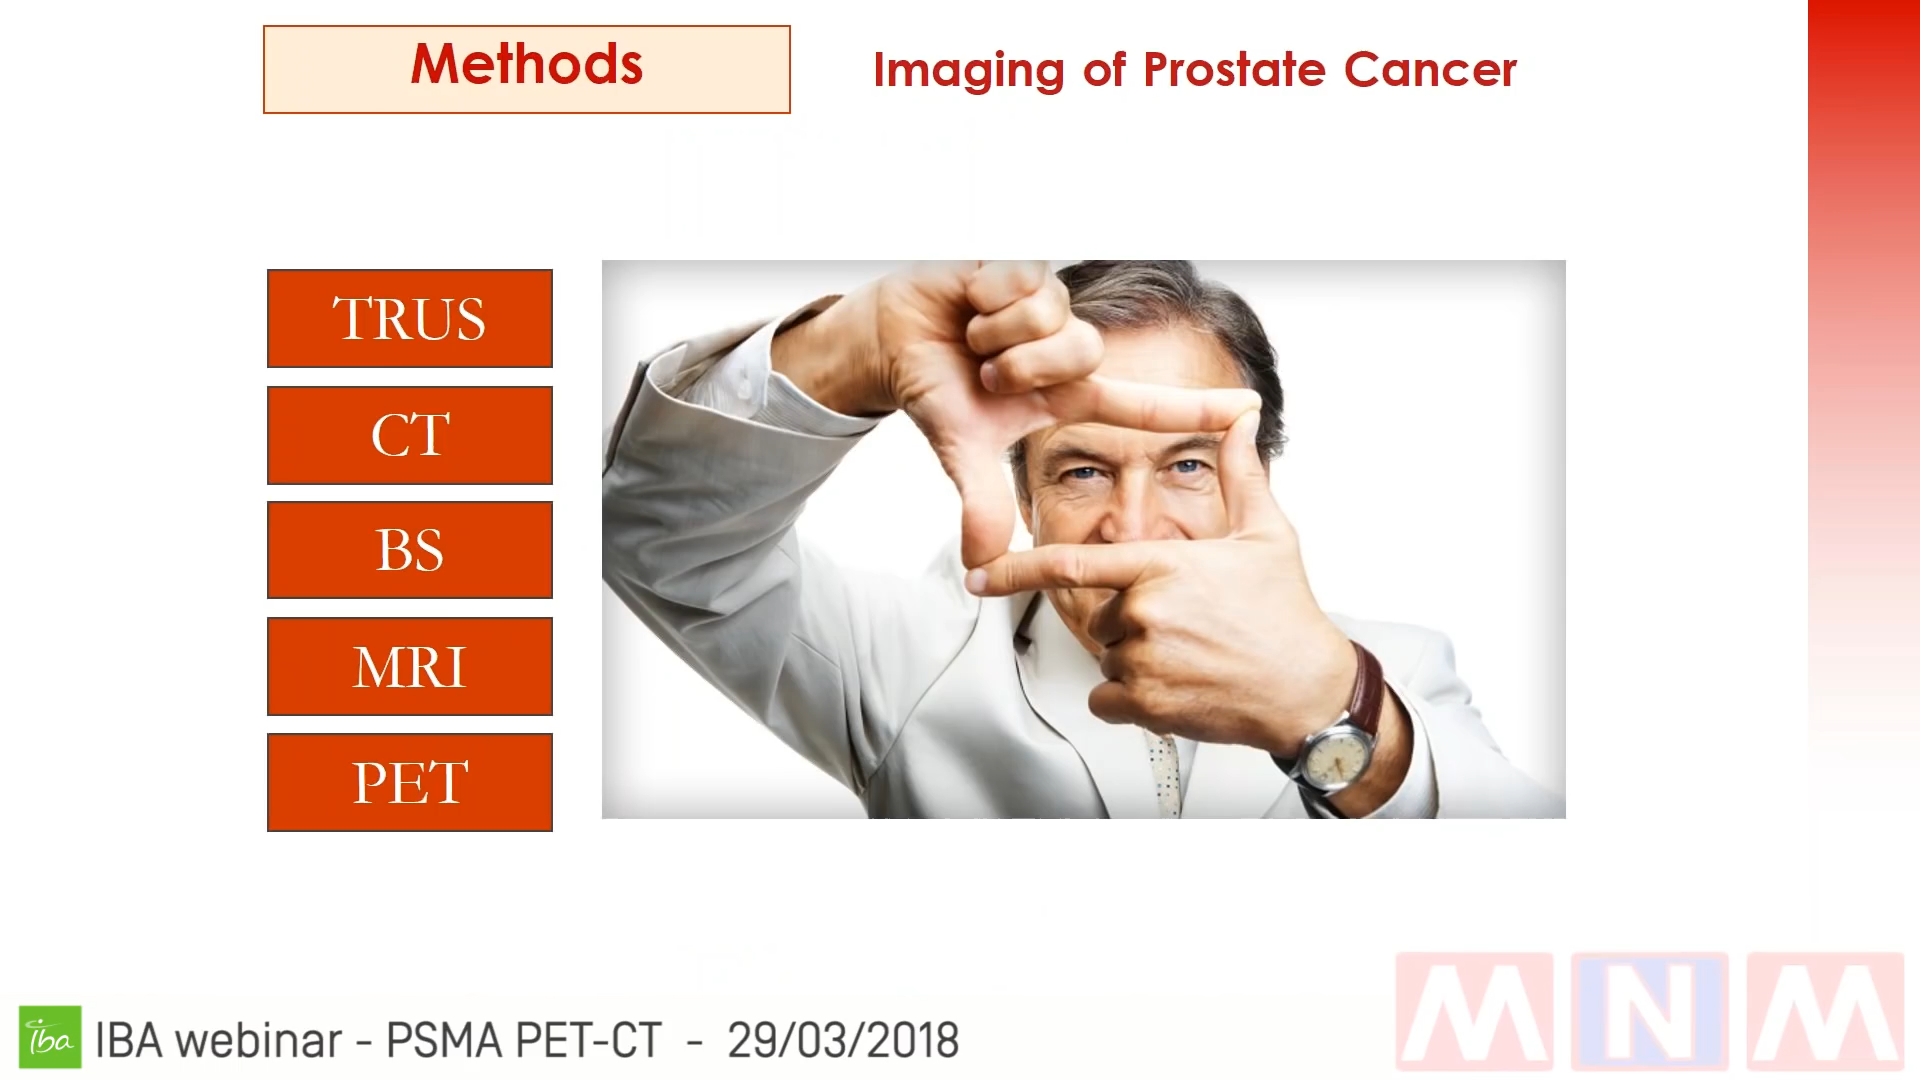 Methods
Imaging of Prostate Cancer
TRUS
CT
BS
MRI
PET
iba
IBA webinar - PSMA PET-CT - 29/03/2018
MNM